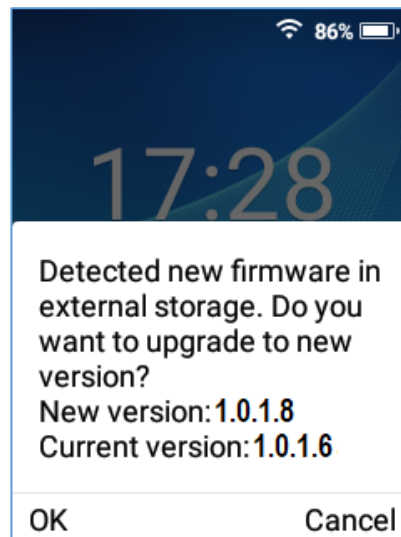 86%
17:28
Detected new firmware in
external storage. Do you
want to upgrade to new
version?
New version:1.0.1.8
Current version:1.0.1.6
OK Cancel